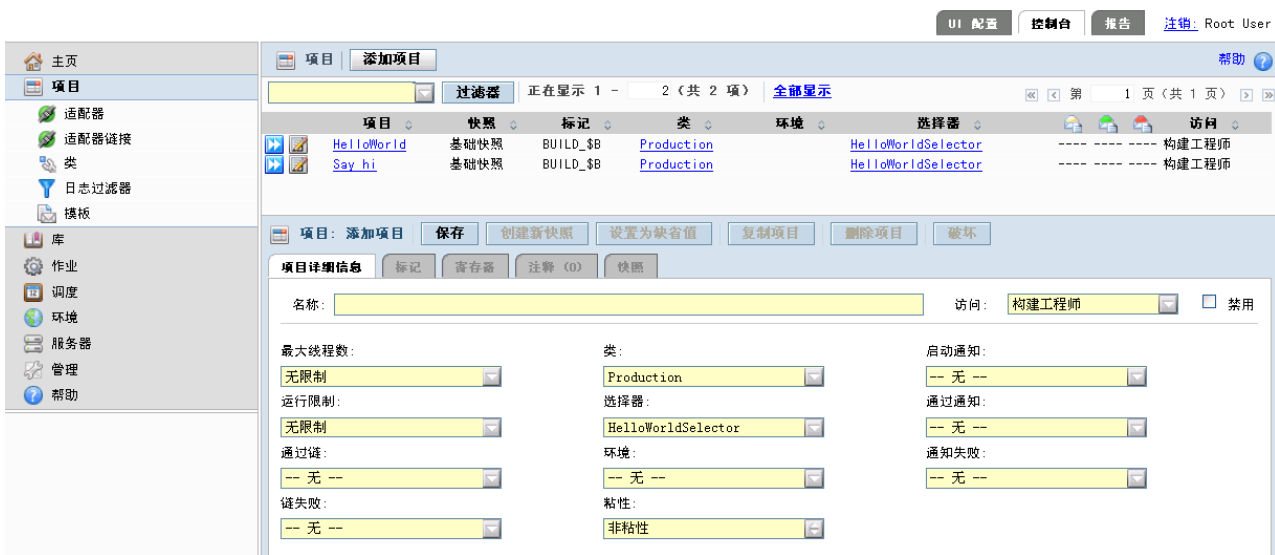 UI 配置 控制台 报告 注销: Root User
主页
项目
适配器
适配器链接
类
日志过滤器
模板
库
作业
调度
环境
服务器
管理
帮助
项目 添加项目 帮助
过滤器 正在显示 1 - 2 (共 2 项) 全部显示 第 1 页 (共 1 页)
项目 快照 标记 类 环境 选择器 访问
HelloWorld 基础快照 BUILD_$B Production HelloWorldSelector ---- ---- ---- 构建工程师
Say hi 基础快照 BUILD_$B Production HelloWorldSelector ---- ---- ---- 构建工程师
项目: 添加项目 保存 创建新快照 设置为缺省值 复制项目 删除项目 破坏
项目详细信息 标记 寄存器 注释 (0) 快照
名称: 访问: 构建工程师 禁用
最大线程数: 类: 启动通知:
无限制 Production -- 无 --
运行限制: 选择器: 通过通知:
无限制 HelloWorldSelector -- 无 --
通过链: 环境: 通知失败:
-- 无 -- -- 无 -- -- 无 --
链失败: 粘性:
-- 无 -- 非粘性